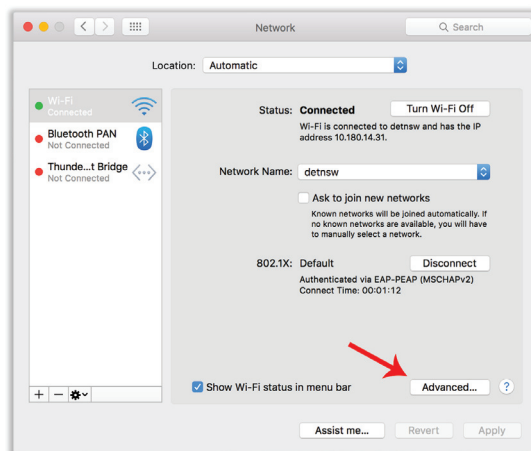 Network
Search
Location: Automatic
Wi-Fi
Connected
Bluetooth PAN
Not Connected
Thunde...t Bridge
Not Connected
Status: Connected
Turn Wi-Fi Off
Wi-Fi is connected to detnsw and has the IP
address 10.180.14.31.
Network Name: detnsw
Ask to join new networks
Known networks will be joined automatically. If
no known networks are available, you will have
to manually select a network.
802.1X: Default
Disconnect
Authenticated via EAP-PEAP (MSCHAPv2)
Connect Time: 00:01:12
Show Wi-Fi status in menu bar
Advanced...
?
Assist me...
Revert
Apply